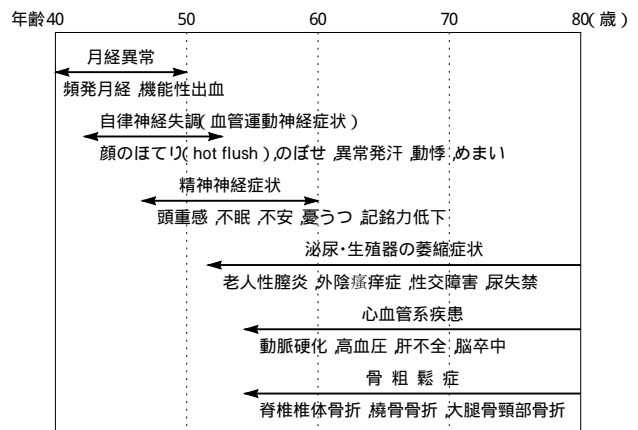 年齢40 50 60 70 80(歳)
月経異常
頻発月経,機能性出血
自律神経失調(血管運動神経症状)
顔のほてり(hot flush),のぼせ,異常発汗,動悸,めまい
精神神経症状
頭重感,不眠,不安,憂うつ,記銘力低下
泌尿・生殖器の萎縮症状
老人性膣炎,外陰瘙痒症,性交障害,尿失禁
心血管系疾患
動脈硬化,高血圧,肝不全,脳卒中
骨粗鬆症
脊椎椎体骨折,橈骨骨折,大腿骨頸部骨折